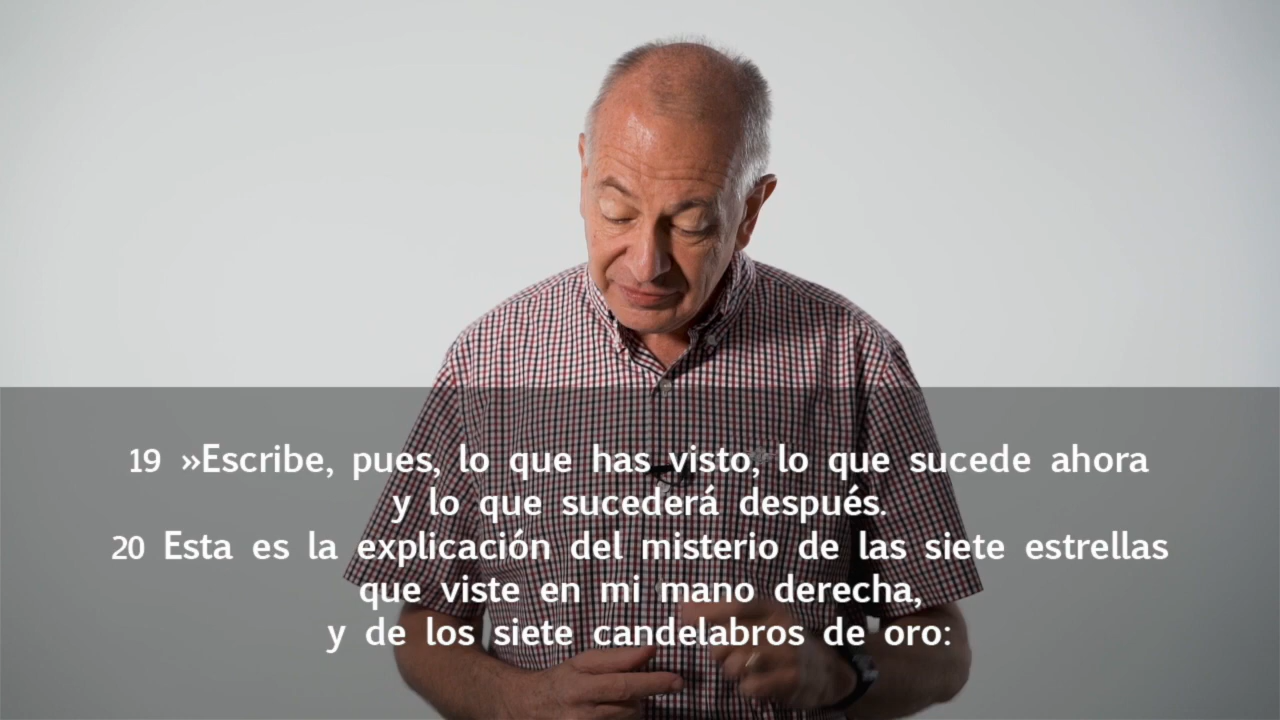 19 »Escribe, pues, lo que has visto, lo que sucede ahora
y lo que sucederá después.
20 Esta es la explicación del misterio de las siete estrellas
que viste en mi mano derecha,
y de los siete candelabros de oro: